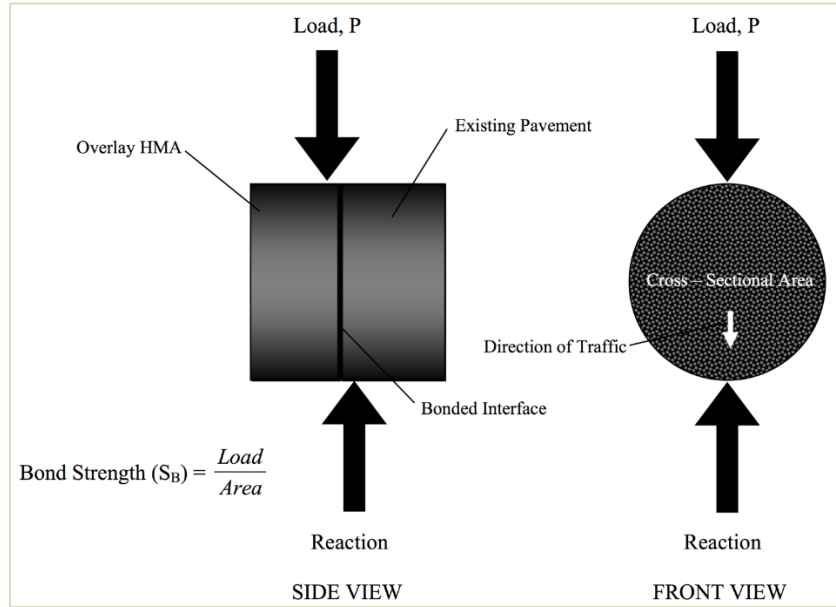 Load, P
Load, P
Overlay HMA
Existing Pavement
Cross – Sectional Area
Direction of Traffic
Bonded Interface
Bond Strength (S_B) = Load / Area
Reaction
Reaction
SIDE VIEW
FRONT VIEW